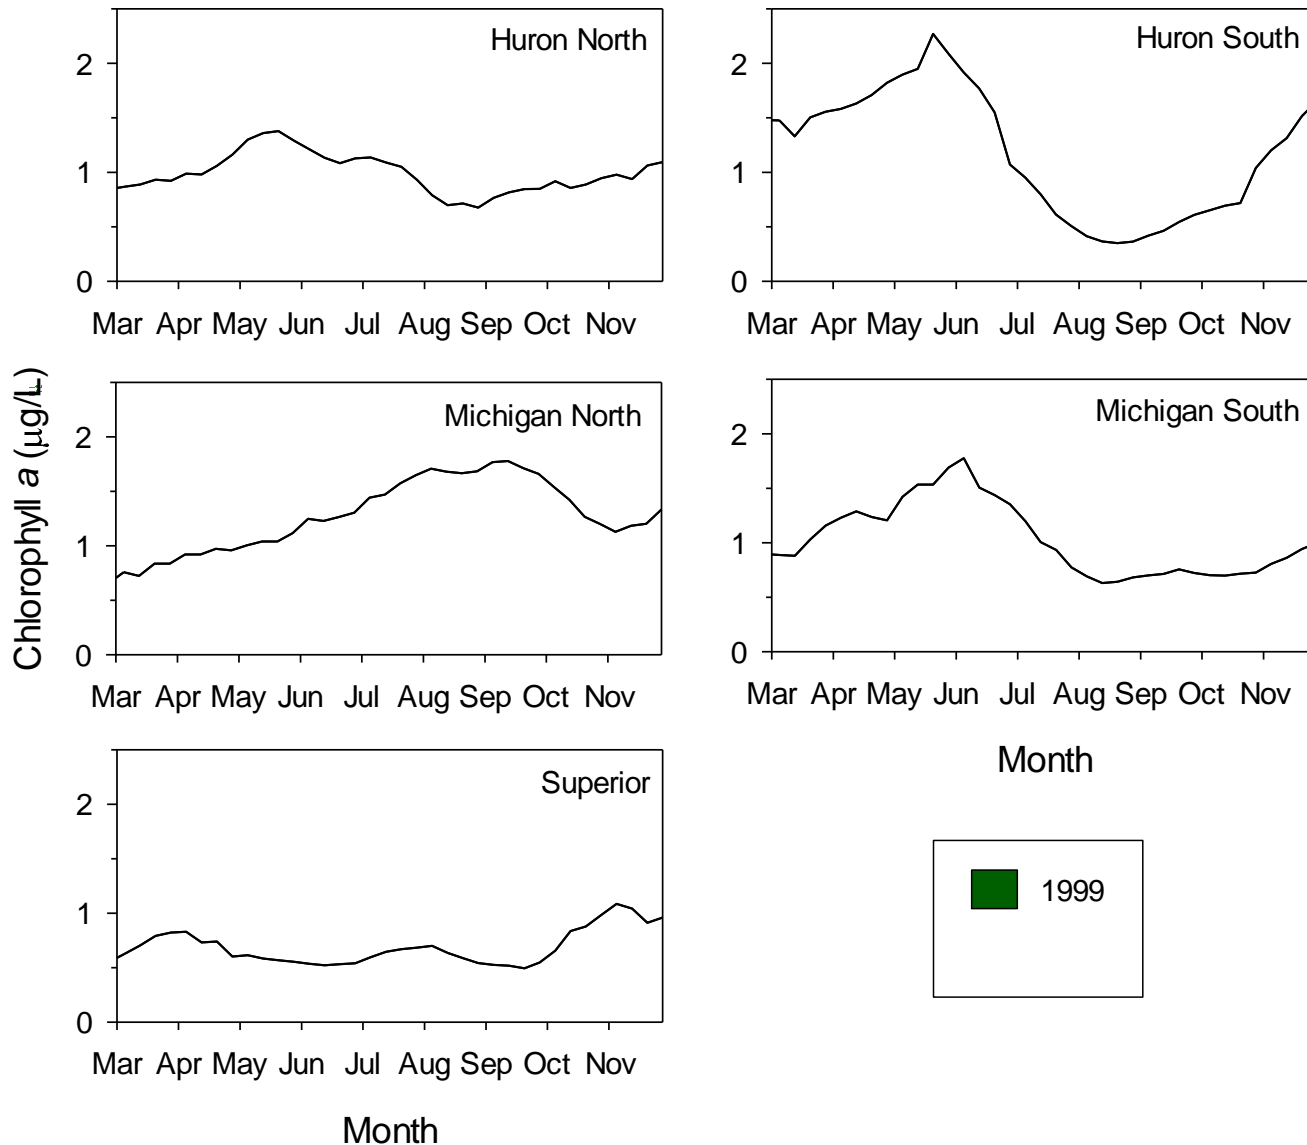 Huron North
2
1
0
Mar Apr May Jun Jul Aug Sep Oct Nov
Huron South
2
1
0
Mar Apr May Jun Jul Aug Sep Oct Nov
Chlorophyll a (µg/L)
Michigan North
2
1
0
Mar Apr May Jun Jul Aug Sep Oct Nov
Michigan South
2
1
0
Mar Apr May Jun Jul Aug Sep Oct Nov
Month
Superior
2
1
0
Mar Apr May Jun Jul Aug Sep Oct Nov
Month
1999